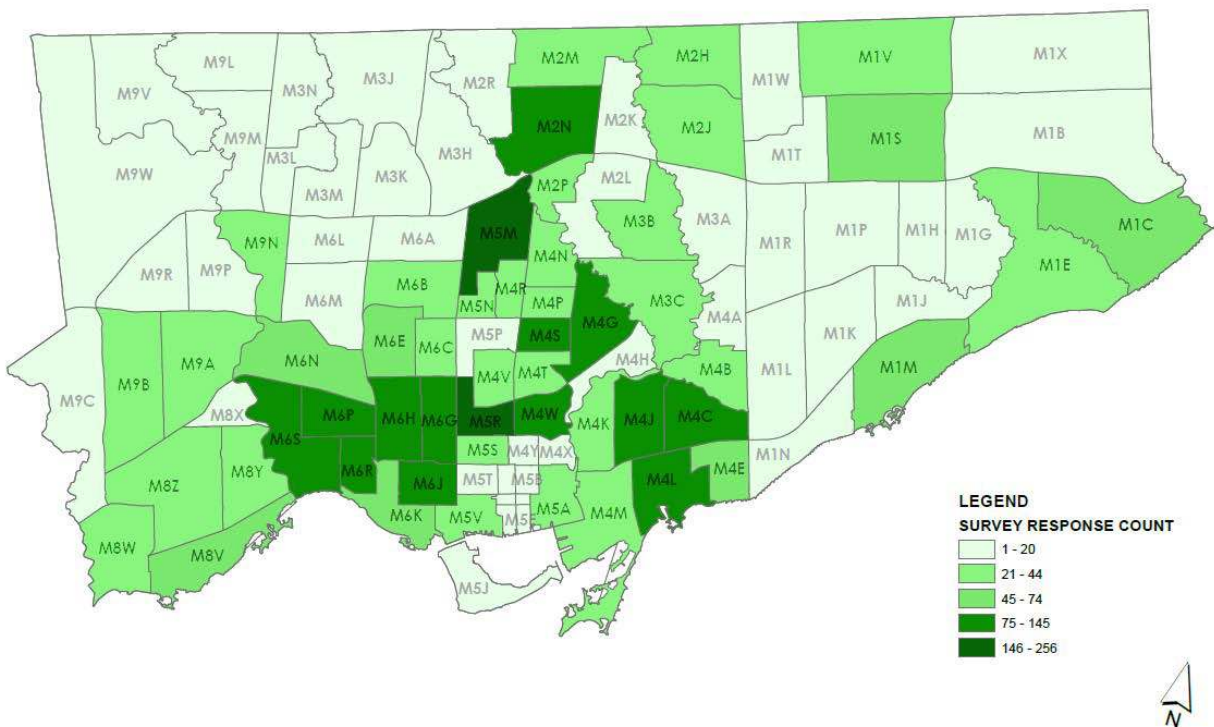 M9V
M9L
M3N
M3J
M2R
M2M
M2H
M1W
M1V
M1X
M9W
M9M
M3L
M3M
M3K
M3H
M2N
M2K
M2J
M1T
M1S
M1B
M9R
M9P
M9N
M6L
M6A
M5M
M2P
M2L
M3B
M3A
M1R
M1P
M1H
M1G
M1E
M1C
M6M
M6B
M5N
M4R
M4N
M4P
M4G
M3C
M4A
M1K
M1J
M9C
M9B
M9A
M6N
M6E
M6C
M5P
M4S
M4H
M4V
M4T
M4B
M1L
M1M
M8X
M6S
M6P
M6H
M6G
M5R
M4W
M4K
M4J
M4C
M8Z
M8Y
M6R
M6J
M5S
M4Y
M4X
M5T
M5B
M4L
M4E
M1N
M8W
M8V
M6K
M5V
M5E
M5A
M4M
M5J
LEGEND
SURVEY RESPONSE COUNT
1 - 20
21 - 44
45 - 74
75 - 145
146 - 256
N